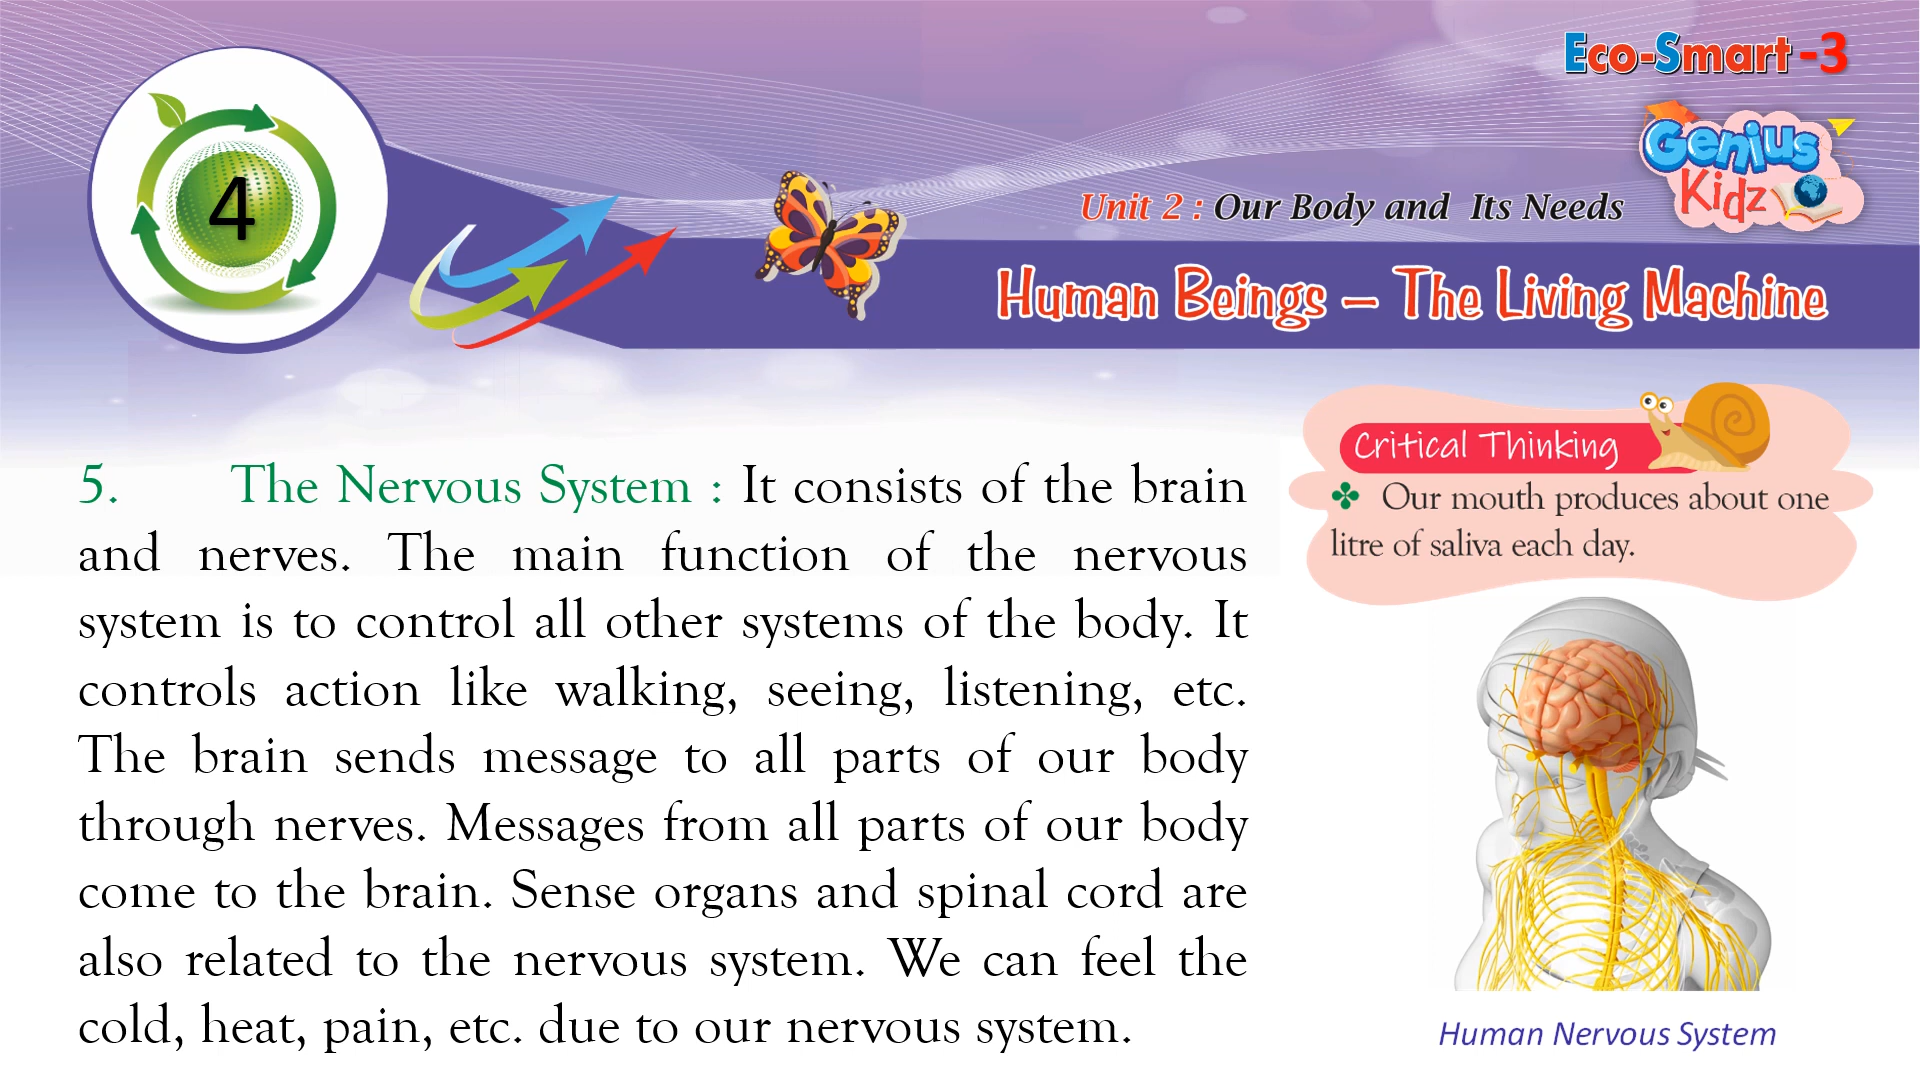 Eco-Smart-3
Genius
Kidz
4
Unit 2 : Our Body and Its Needs
Human Beings – The Living Machine
5. The Nervous System : It consists of the brain
and nerves. The main function of the nervous
system is to control all other systems of the body. It
controls action like walking, seeing, listening, etc.
The brain sends message to all parts of our body
through nerves. Messages from all parts of our body
come to the brain. Sense organs and spinal cord are
also related to the nervous system. We can feel the
cold, heat, pain, etc. due to our nervous system.
Critical Thinking
✤ Our mouth produces about one
litre of saliva each day.
Human Nervous System